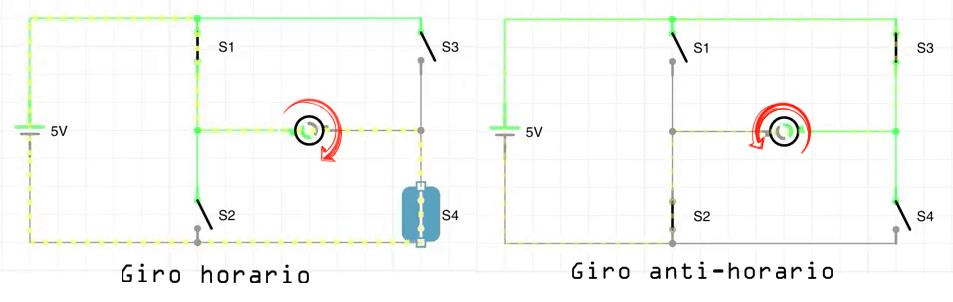 S1
S3
5V
S2
S4
Giro horario
S1
S3
5V
S2
S4
Giro anti-horario